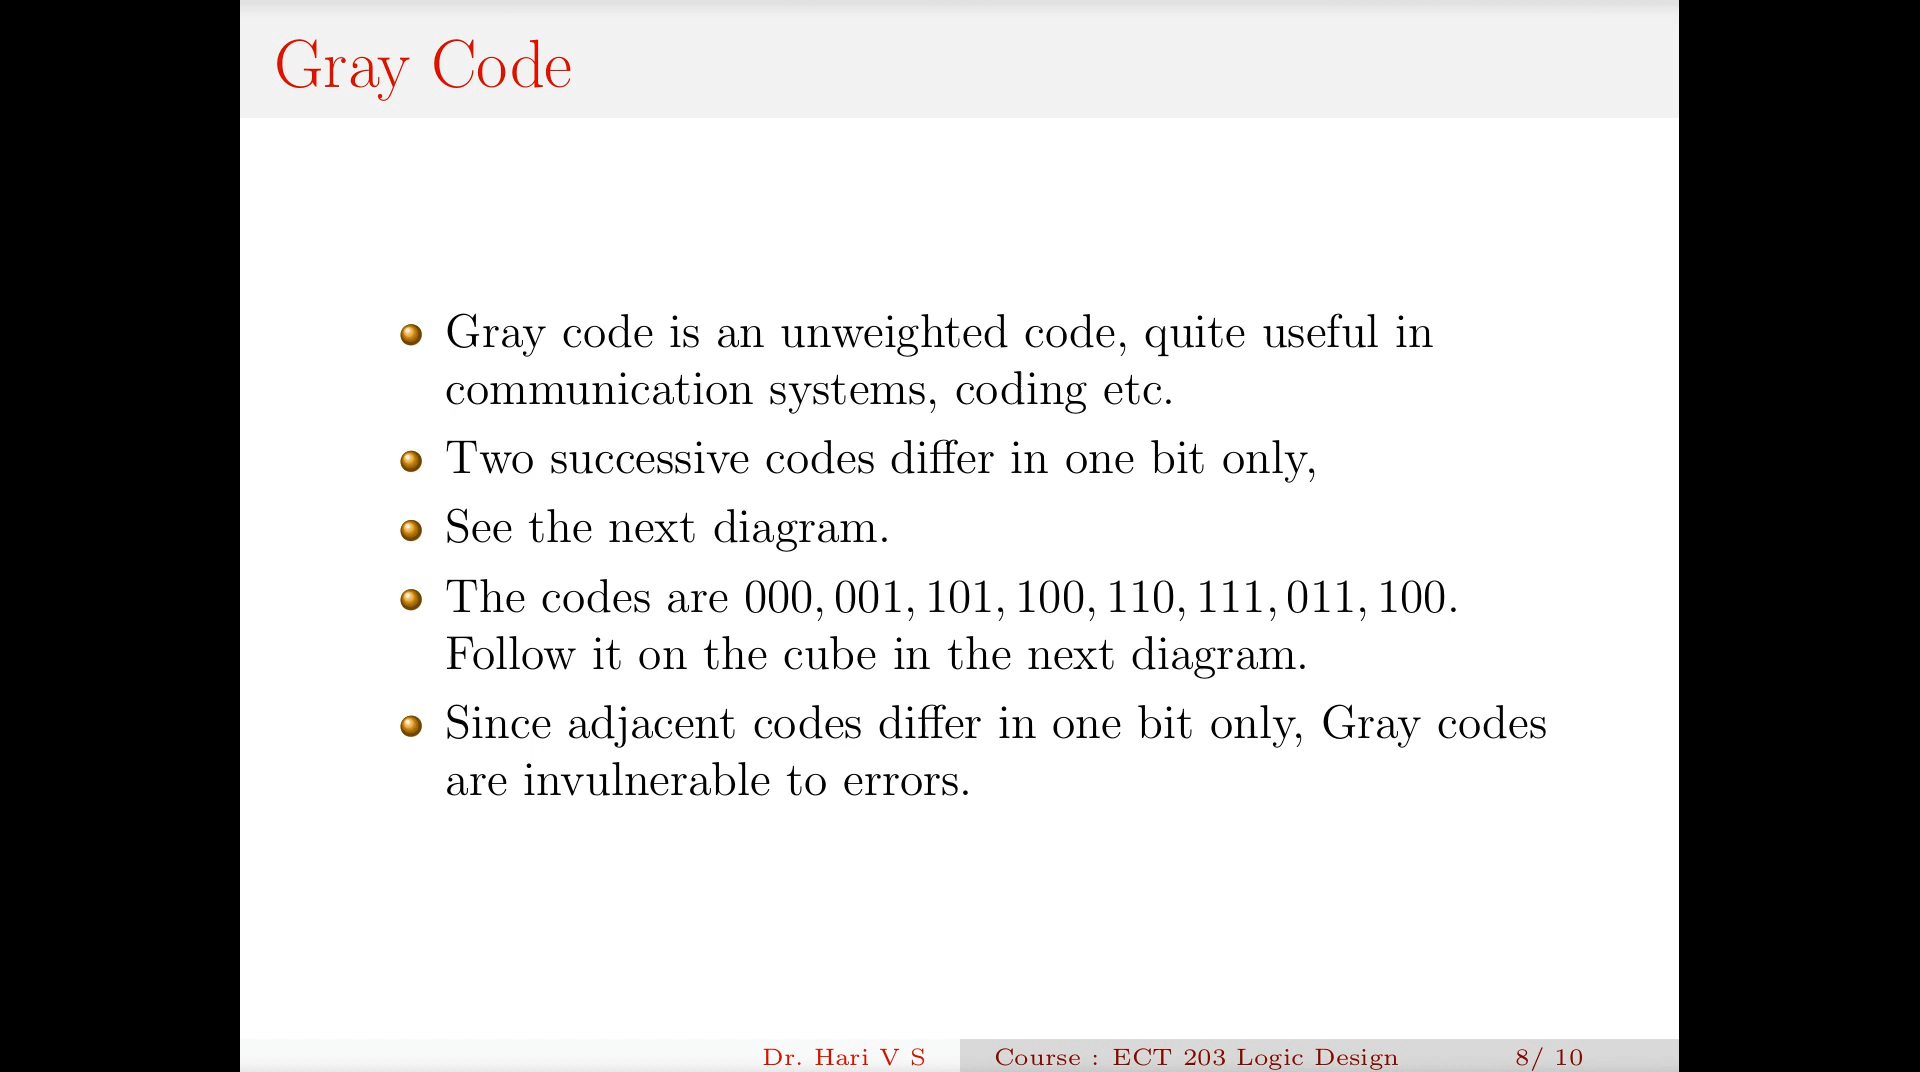 Gray Code
Gray code is an unweighted code, quite useful in
communication systems, coding etc.
Two successive codes differ in one bit only,
See the next diagram.
The codes are 000, 001, 101, 100, 110, 111, 011, 100.
Follow it on the cube in the next diagram.
Since adjacent codes differ in one bit only, Gray codes
are invulnerable to errors.
Dr. Hari V S Course : ECT 203 Logic Design 8/ 10